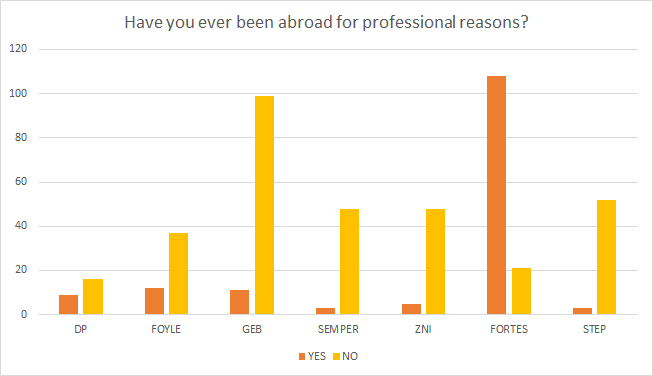 Have you ever been abroad for professional reasons?
120
100
80
60
40
20
0
DP FOYLE GEB SEMPER ZNI FORTES STEP
YES NO